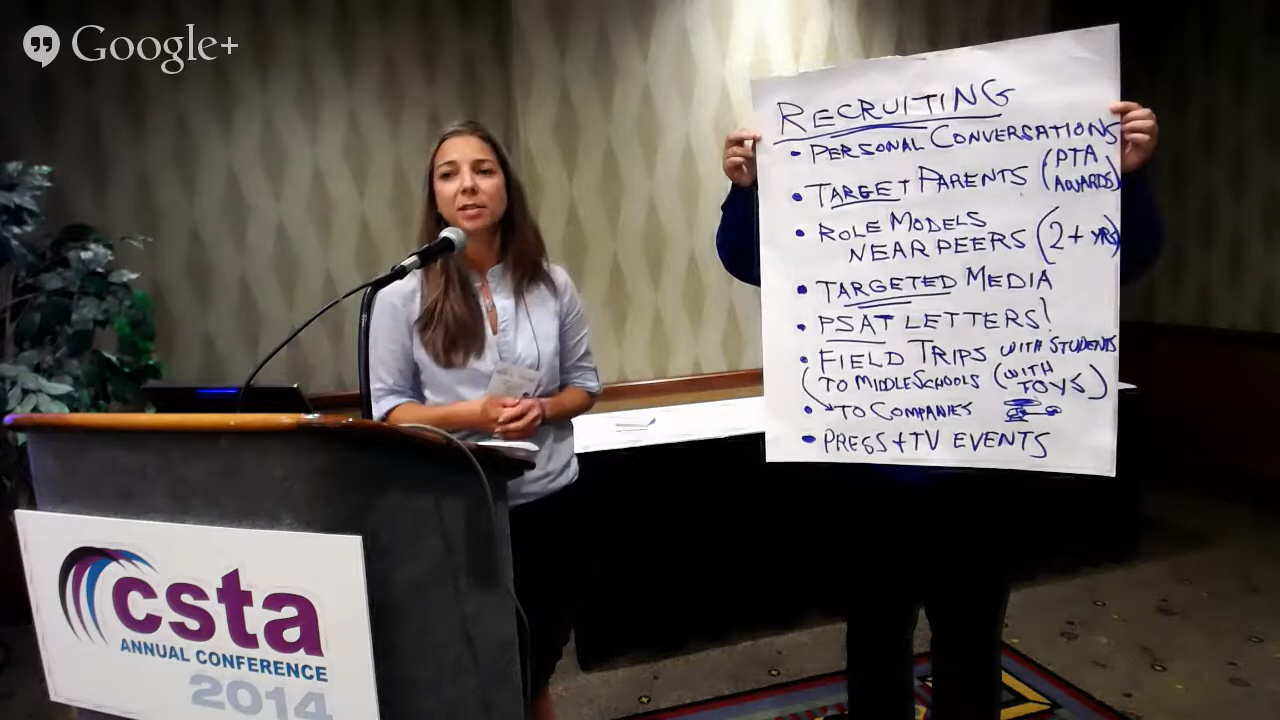 Google+
RECRUITING
• PERSONAL CONVERSATIONS
• TARGET PARENTS (PTA AWARDS)
• ROLE MODELS
NEAR PEERS (2+ YRS)
• TARGETED MEDIA
• PSAT LETTERS!
• FIELD TRIPS WITH STUDENTS
TO MIDDLE SCHOOLS (WITH TOYS)
• TO COMPANIES
• PRESS + TV EVENTS
csta
ANNUAL CONFERENCE
2014